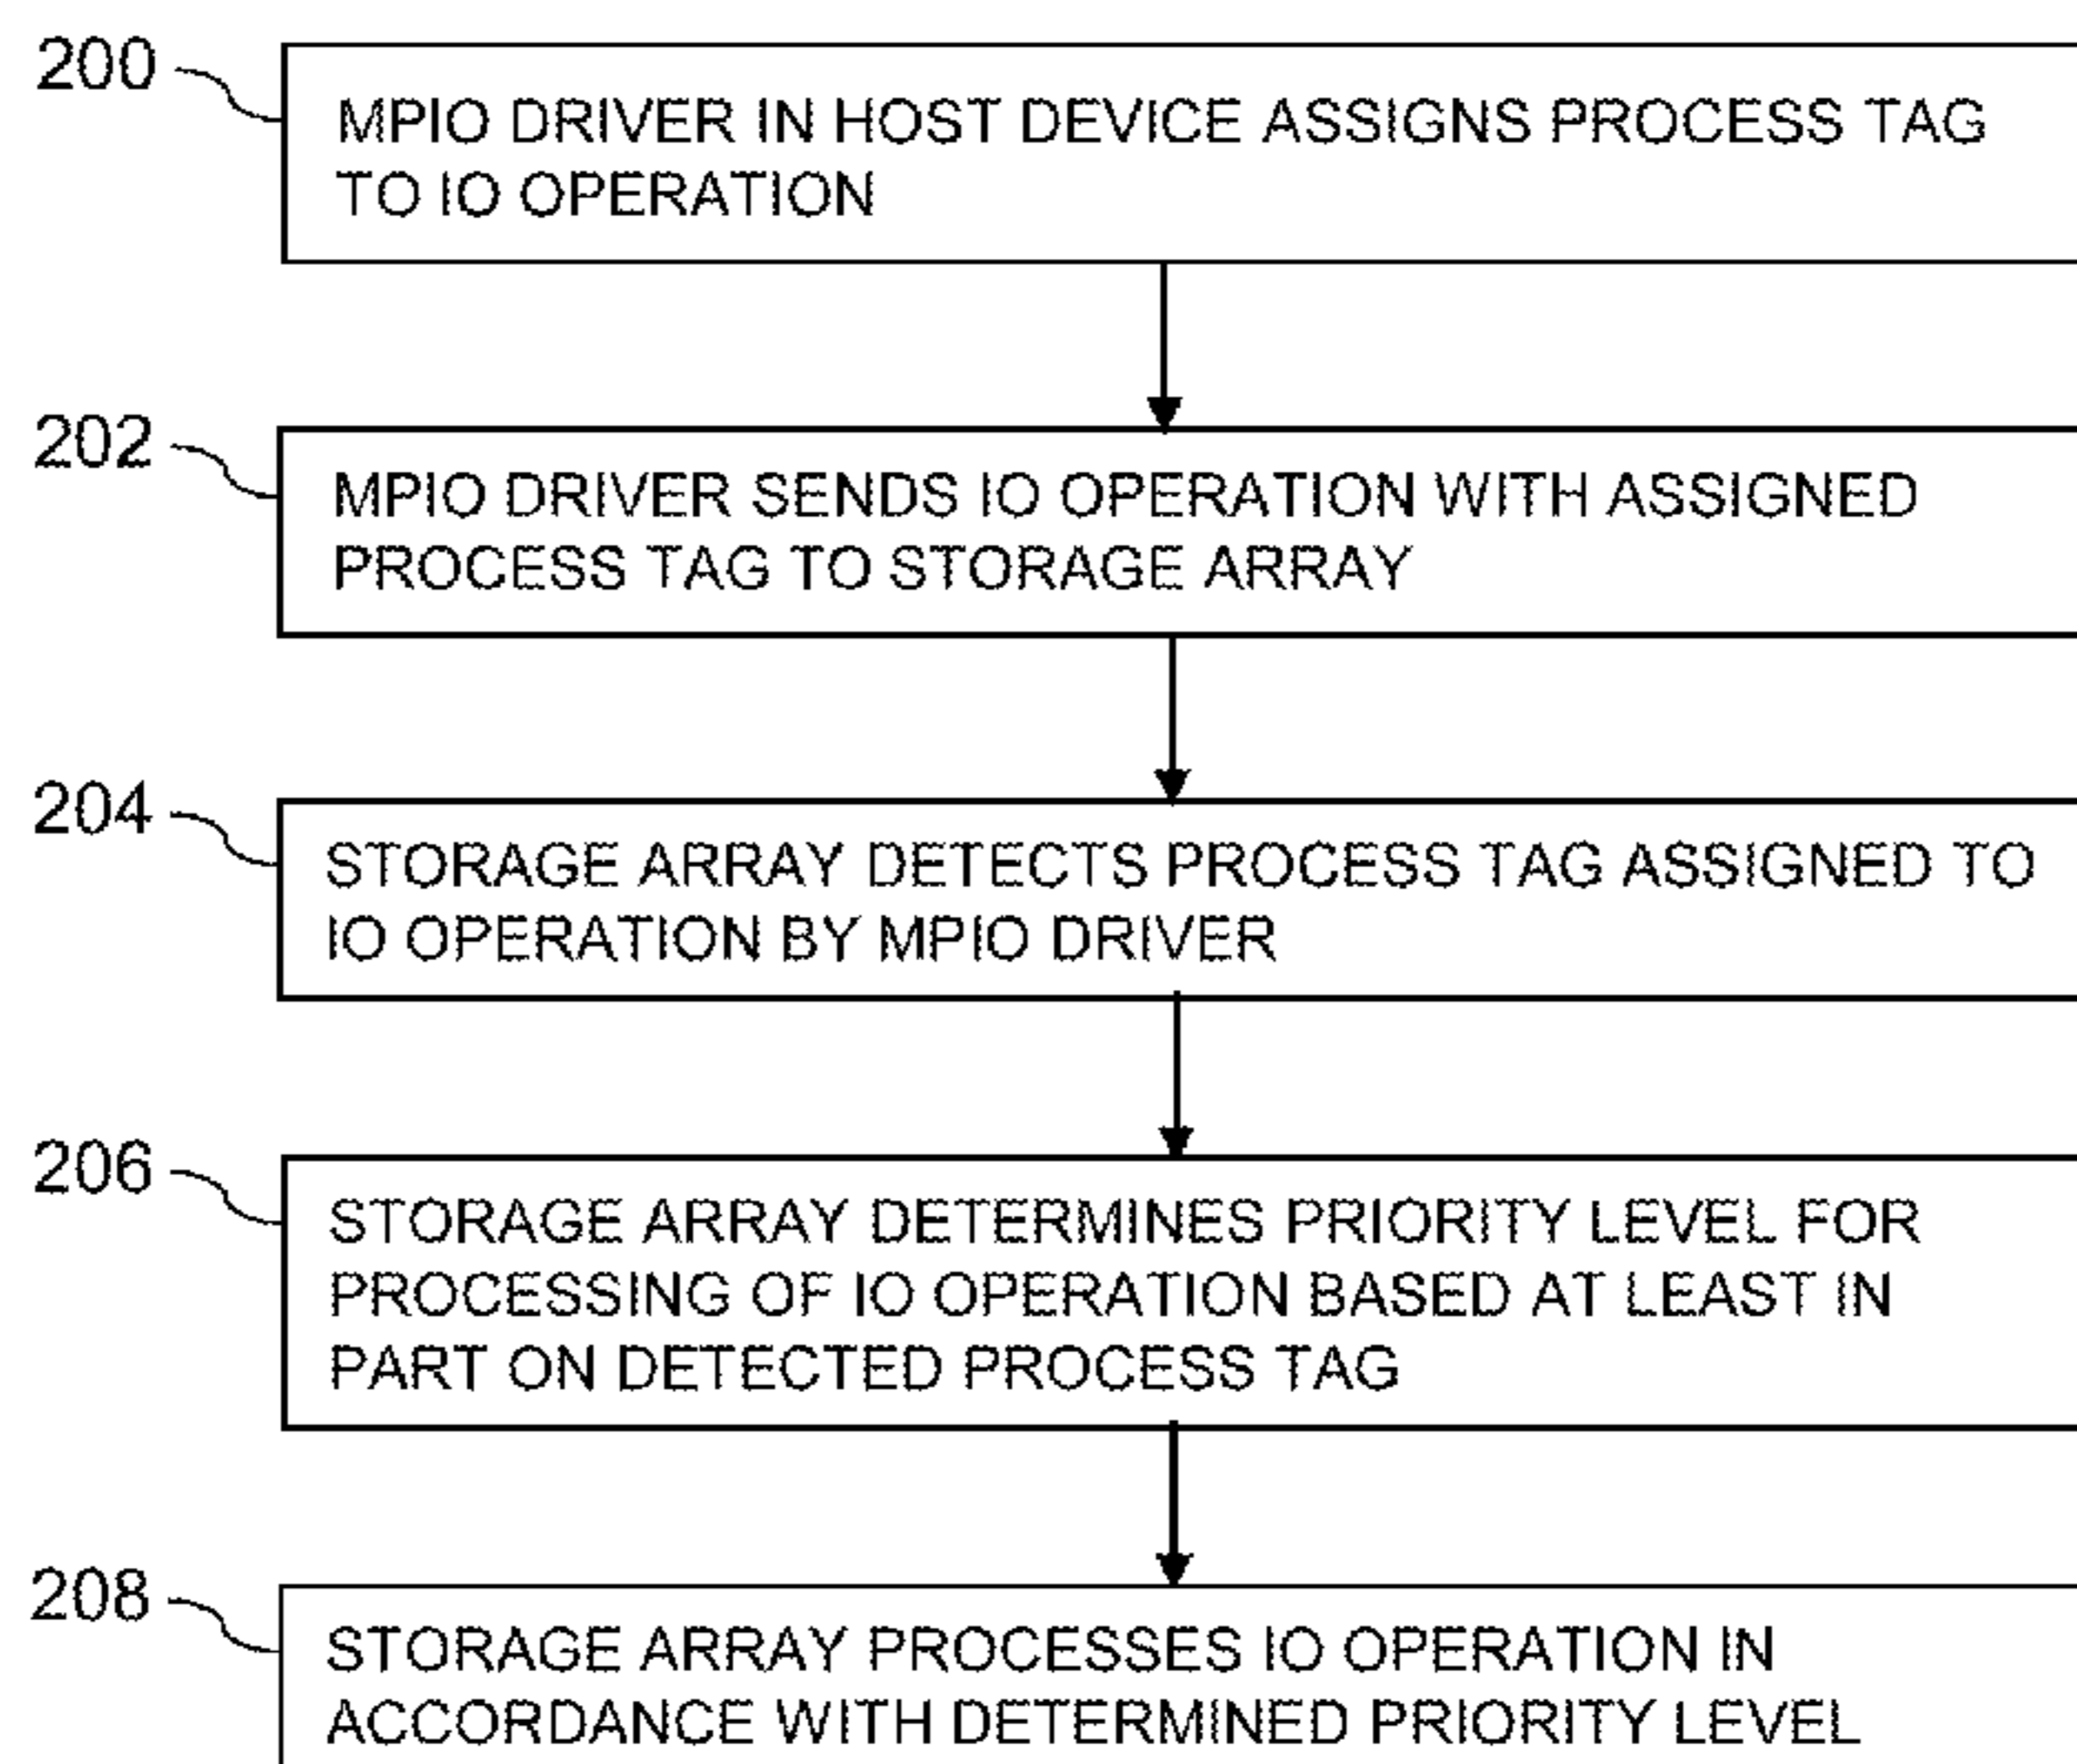 200
MPIO DRIVER IN HOST DEVICE ASSIGNS PROCESS TAG
TO IO OPERATION
202
MPIO DRIVER SENDS IO OPERATION WITH ASSIGNED
PROCESS TAG TO STORAGE ARRAY
204
STORAGE ARRAY DETECTS PROCESS TAG ASSIGNED TO
IO OPERATION BY MPIO DRIVER
206
STORAGE ARRAY DETERMINES PRIORITY LEVEL FOR
PROCESSING OF IO OPERATION BASED AT LEAST IN
PART ON DETECTED PROCESS TAG
208
STORAGE ARRAY PROCESSES IO OPERATION IN
ACCORDANCE WITH DETERMINED PRIORITY LEVEL